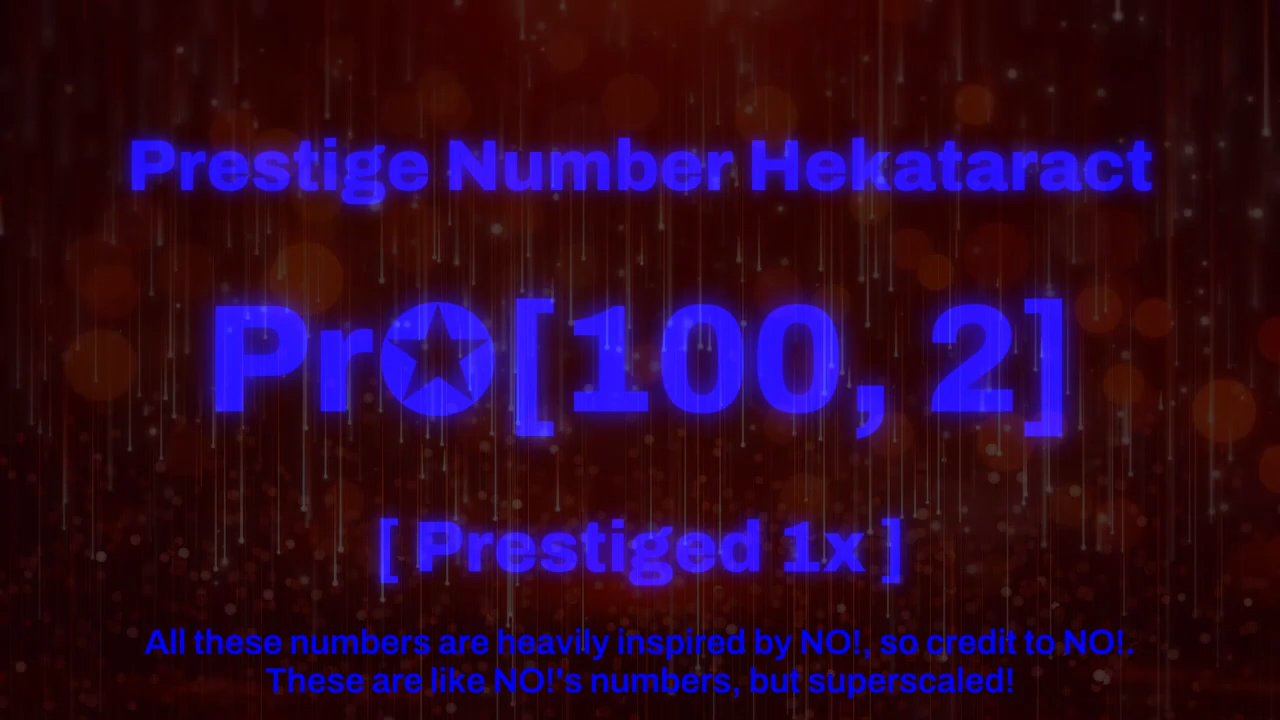 Prestige Number Hekataract
Pr✪[100, 2]
[ Prestiged 1x ]
All these numbers are heavily inspired by NO!, so credit to NO!.
These are like NO!'s numbers, but superscaled!